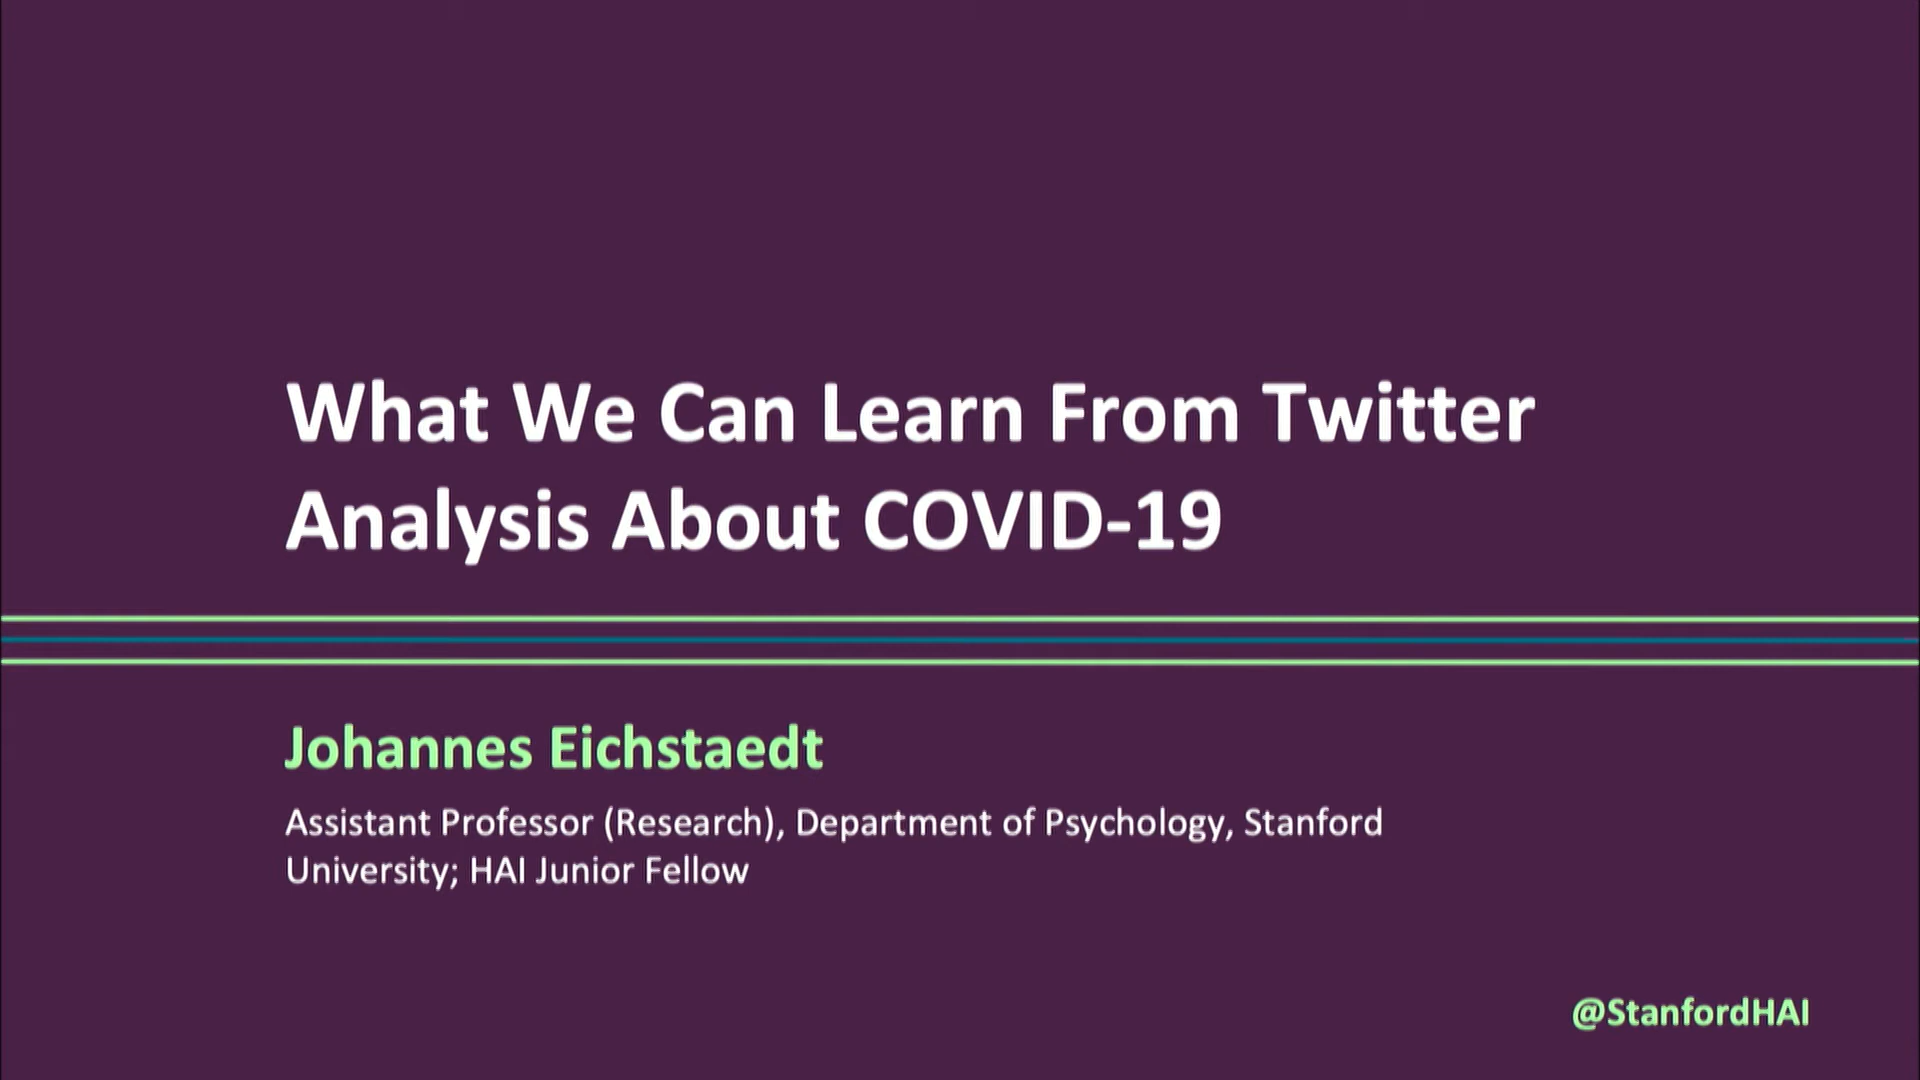 What We Can Learn From Twitter
Analysis About COVID-19
Johannes Eichstaedt
Assistant Professor (Research), Department of Psychology, Stanford
University; HAI Junior Fellow
@StanfordHAI